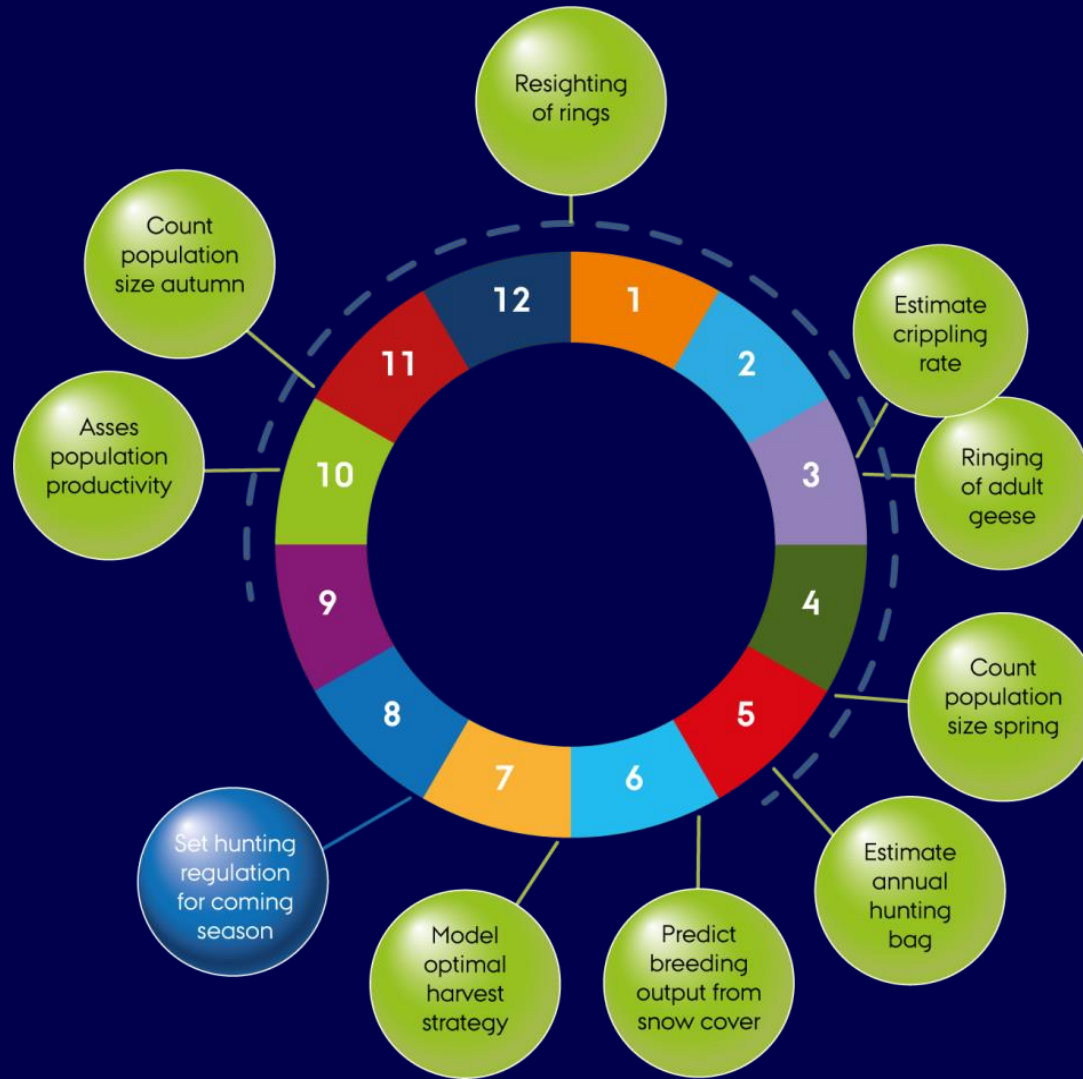 Resighting
of rings
Count
population
size autumn
Estimate
crippling
rate
Asses
population
productivity
Ringing
of adult
geese
12
1
11
2
10
3
9
4
8
5
7
6
Count
population
size spring
Set hunting
regulation
for coming
season
Estimate
annual
hunting
bag
Model
optimal
harvest
strategy
Predict
breeding
output from
snow cover